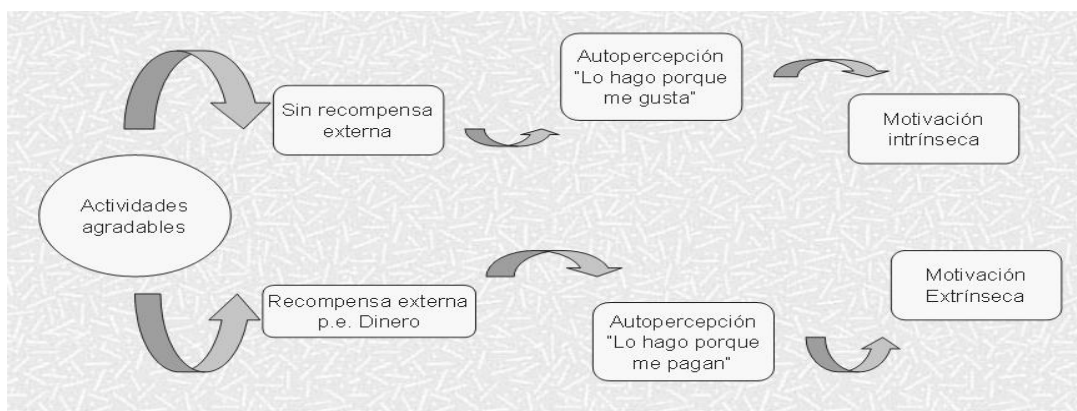 Actividades
agradables
Sin recompensa
externa
Autopercepción
"Lo hago porque
me gusta"
Motivación
intrínseca
Recompensa externa
p.e. Dinero
Autopercepción
"Lo hago porque
me pagan"
Motivación
Extrínseca